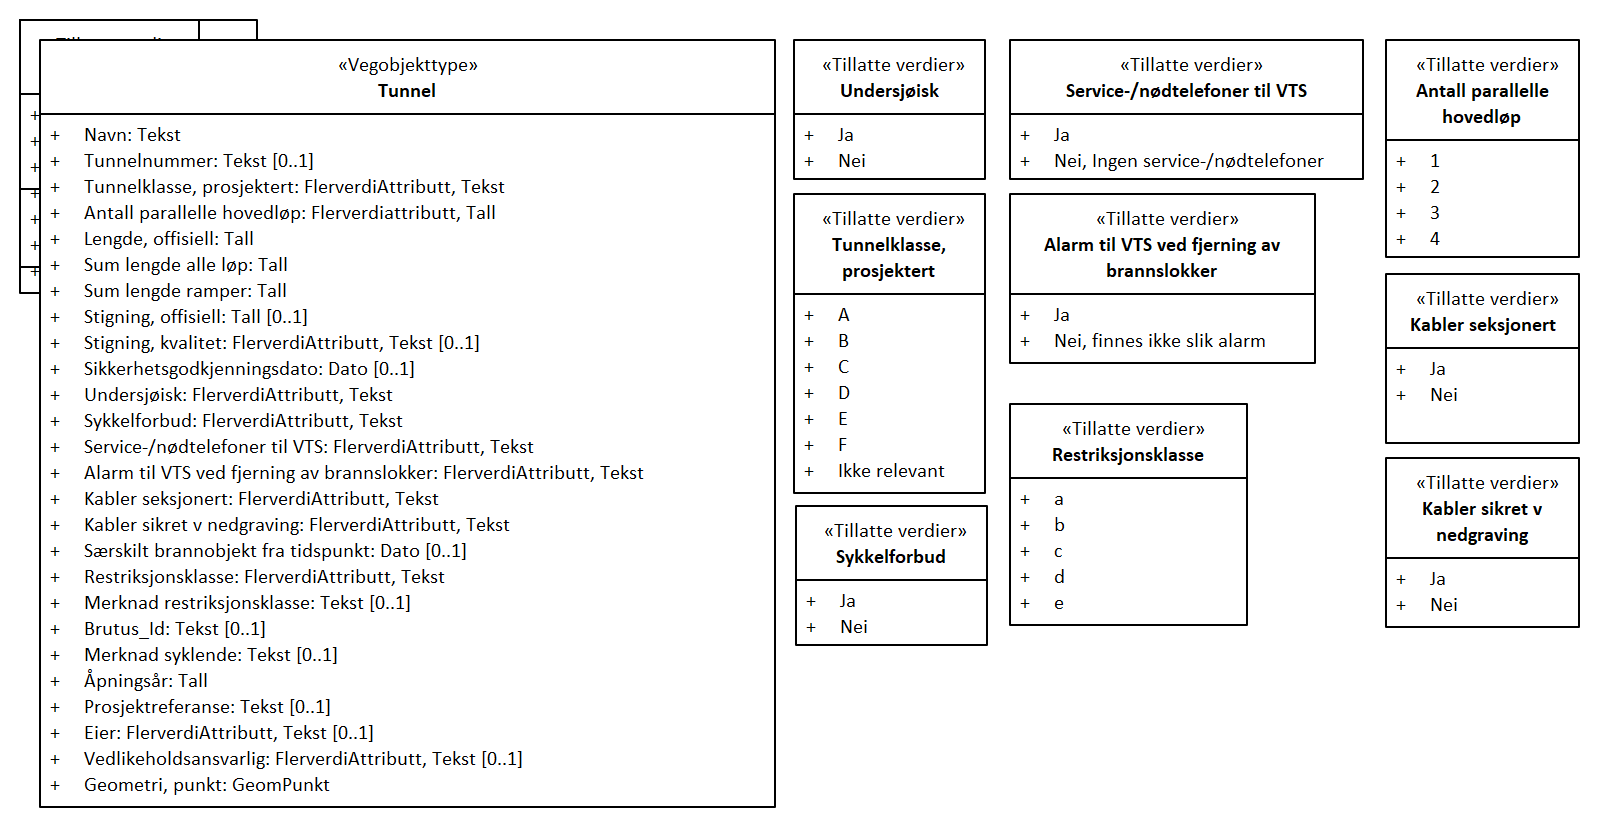 «Vegobjekttype»
Tunnel
+ Navn: Tekst
+ Tunnelnummer: Tekst [0..1]
+ Tunnelklasse, prosjektert: FlerverdiAttributt, Tekst
+ Antall parallelle hovedløp: Flerverdiattributt, Tall
+ Lengde, offisiell: Tall
+ Sum lengde alle løp: Tall
+ Sum lengde ramper: Tall
+ Stigning, offisiell: Tall [0..1]
+ Stigning, kvalitet: FlerverdiAttributt, Tekst [0..1]
+ Sikkerhetsgodkjenningsdato: Dato [0..1]
+ Undersjøisk: FlerverdiAttributt, Tekst
+ Sykkelforbud: FlerverdiAttributt, Tekst
+ Service-/nødtelefoner til VTS: FlerverdiAttributt, Tekst
+ Alarm til VTS ved fjerning av brannslokker: FlerverdiAttributt, Tekst
+ Kabler seksjonert: FlerverdiAttributt, Tekst
+ Kabler sikret v nedgraving: FlerverdiAttributt, Tekst
+ Særskilt brannobjekt fra tidspunkt: Dato [0..1]
+ Restriksjonsklasse: FlerverdiAttributt, Tekst
+ Merknad restriksjonsklasse: Tekst [0..1]
+ Brutus_Id: Tekst [0..1]
+ Merknad syklende: Tekst [0..1]
+ Åpningsår: Tall
+ Prosjektreferanse: Tekst [0..1]
+ Eier: FlerverdiAttributt, Tekst [0..1]
+ Vedlikeholdsansvarlig: FlerverdiAttributt, Tekst [0..1]
+ Geometri, punkt: GeomPunkt
«Tillatte verdier»
Undersjøisk
+ Ja
+ Nei
«Tillatte verdier»
Tunnelklasse,
prosjektert
+ A
+ B
+ C
+ D
+ E
+ F
+ Ikke relevant
«Tillatte verdier»
Sykkelforbud
+ Ja
+ Nei
«Tillatte verdier»
Service-/nødtelefoner til VTS
+ Ja
+ Nei, Ingen service-/nødtelefoner
«Tillatte verdier»
Alarm til VTS ved fjerning av
brannslokker
+ Ja
+ Nei, finnes ikke slik alarm
«Tillatte verdier»
Restriksjonsklasse
+ a
+ b
+ c
+ d
+ e
«Tillatte verdier»
Antall parallelle
hovedløp
+ 1
+ 2
+ 3
+ 4
«Tillatte verdier»
Kabler seksjonert
+ Ja
+ Nei
«Tillatte verdier»
Kabler sikret v
nedgraving
+ Ja
+ Nei